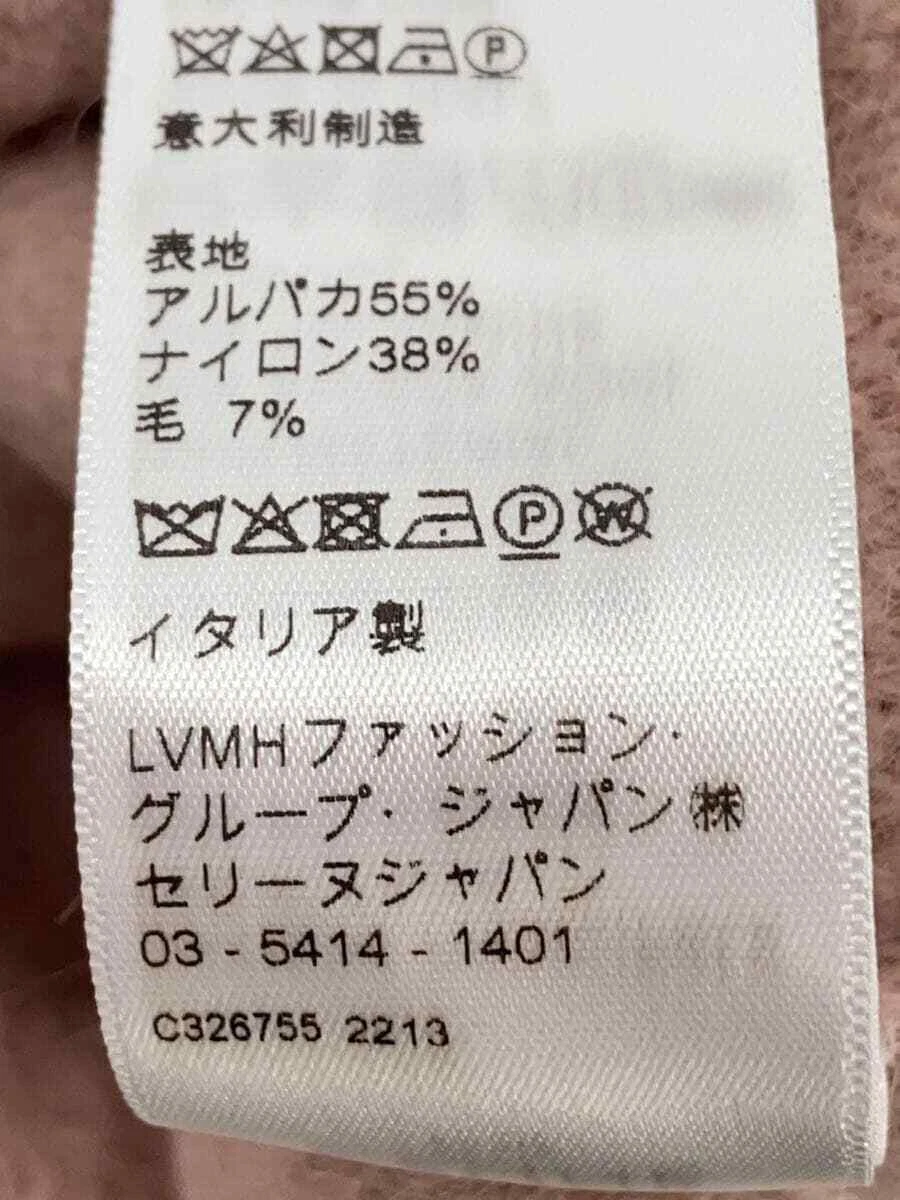 P
意大利制造
表地
アルパカ55%
ナイロン38%
毛 7%
P W
イタリア製
LVMHファッション・
グループ・ジャパン㈱
セリーヌジャパン
03 - 5414 - 1401
C326755 2213